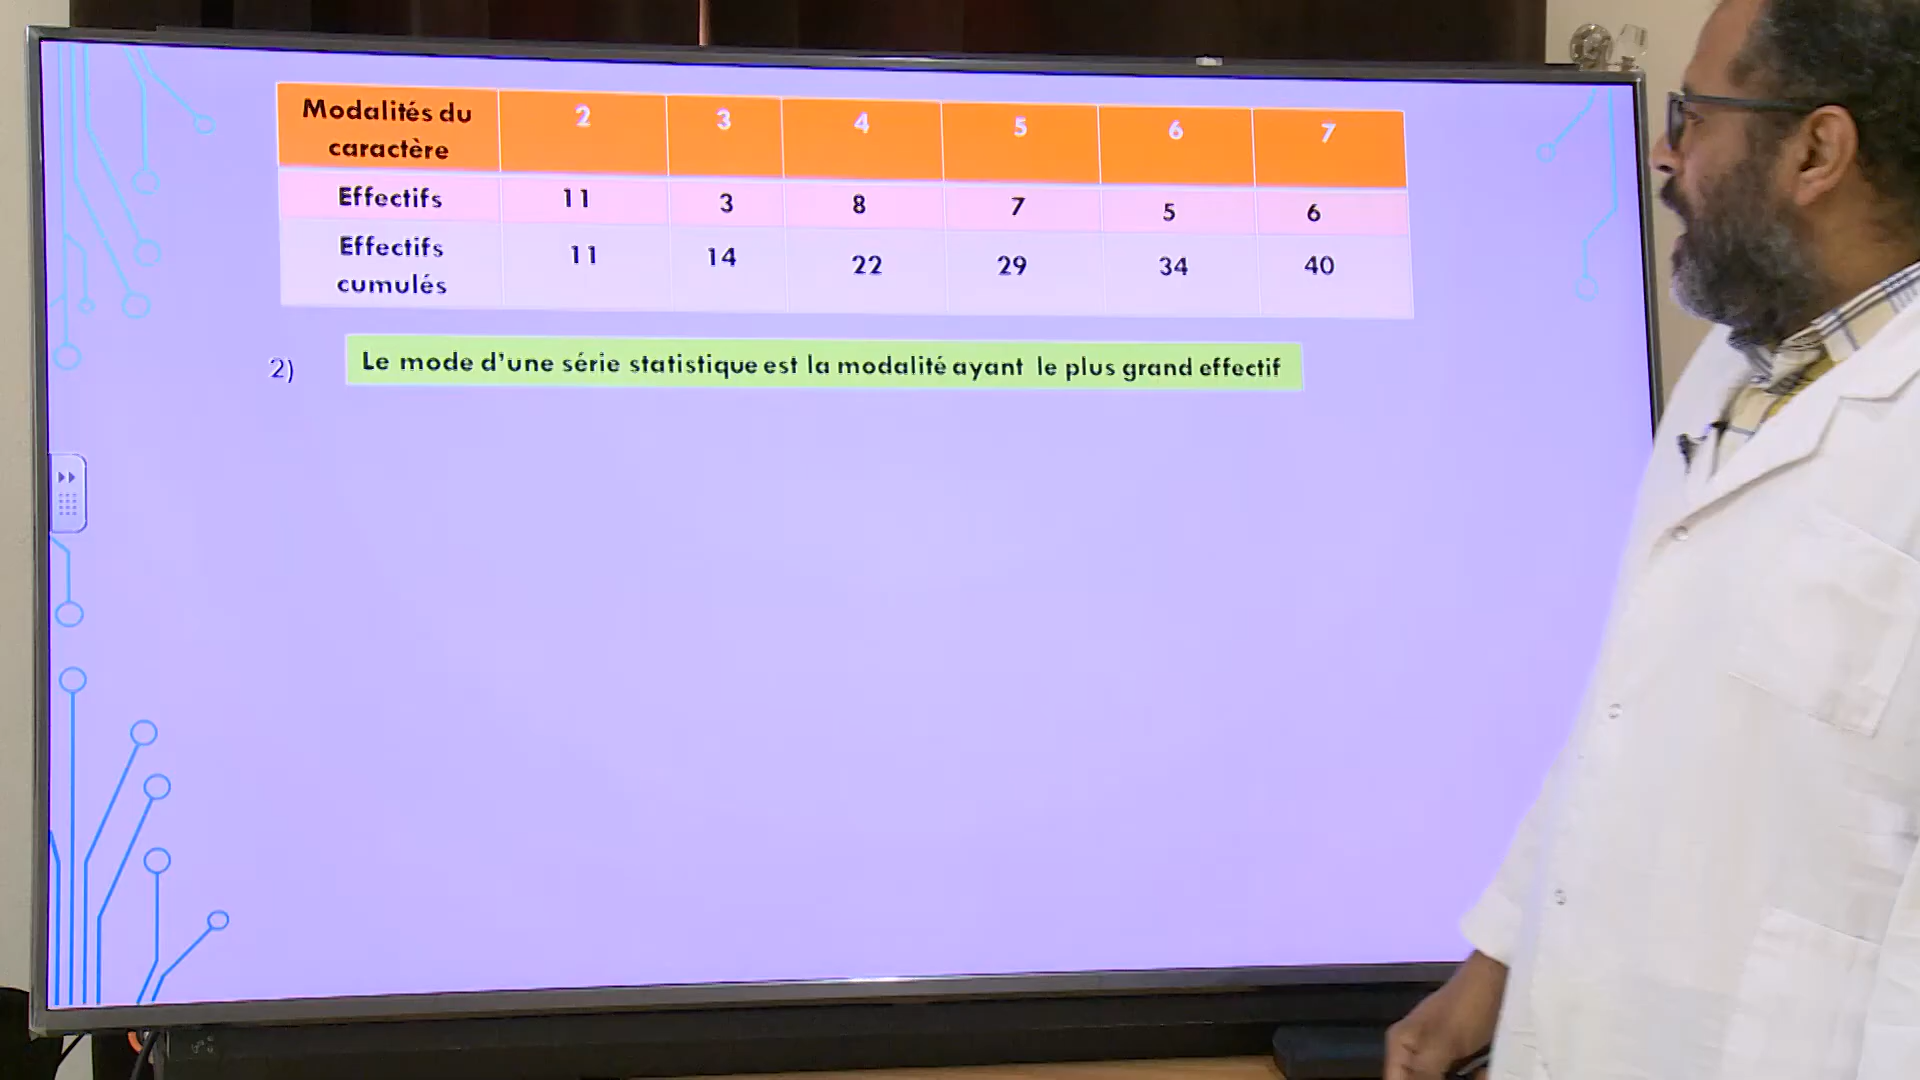 Modalités du caractère 2 3 4 5 6 7
Effectifs 11 3 8 7 5 6
Effectifs cumulés 11 14 22 29 34 40
2) Le mode d’une série statistique est la modalité ayant le plus grand effectif